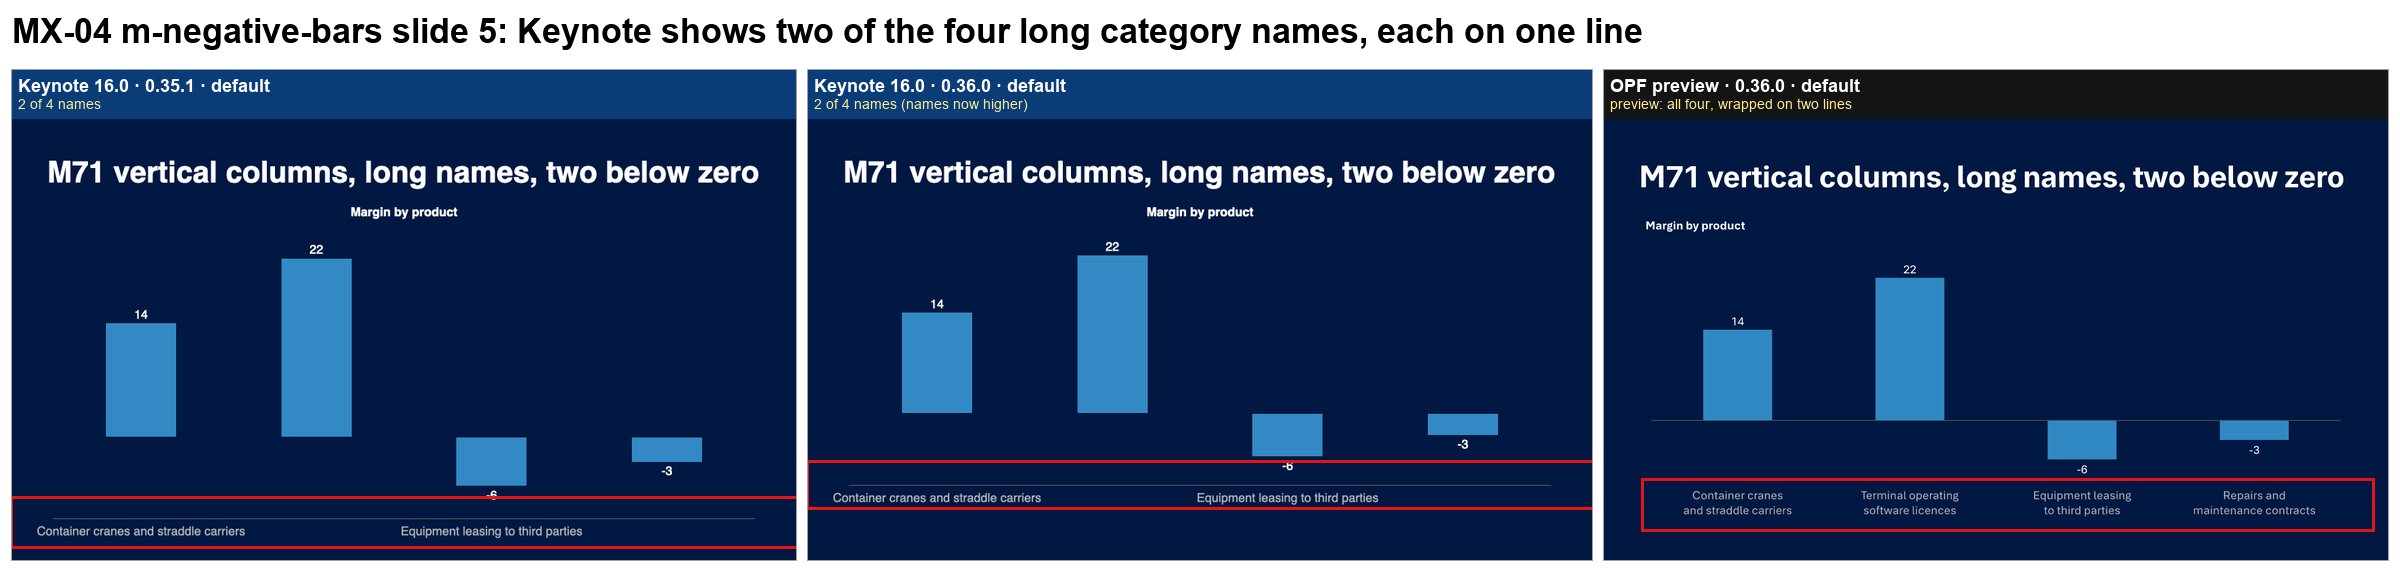 MX-04 m-negative-bars slide 5: Keynote shows two of the four long category names, each on one line
Keynote 16.0 · 0.35.1 · default
2 of 4 names
M71 vertical columns, long names, two below zero
Margin by product
22
14
-3
-6
Container cranes and straddle carriers
Equipment leasing to third parties
Keynote 16.0 · 0.36.0 · default
2 of 4 names (names now higher)
M71 vertical columns, long names, two below zero
Margin by product
22
14
-3
-6
Container cranes and straddle carriers
Equipment leasing to third parties
OPF preview · 0.36.0 · default
preview: all four, wrapped on two lines
M71 vertical columns, long names, two below zero
Margin by product
22
14
-3
-6
Container cranes
and straddle carriers
Terminal operating
software licences
Equipment leasing
to third parties
Repairs and
maintenance contracts